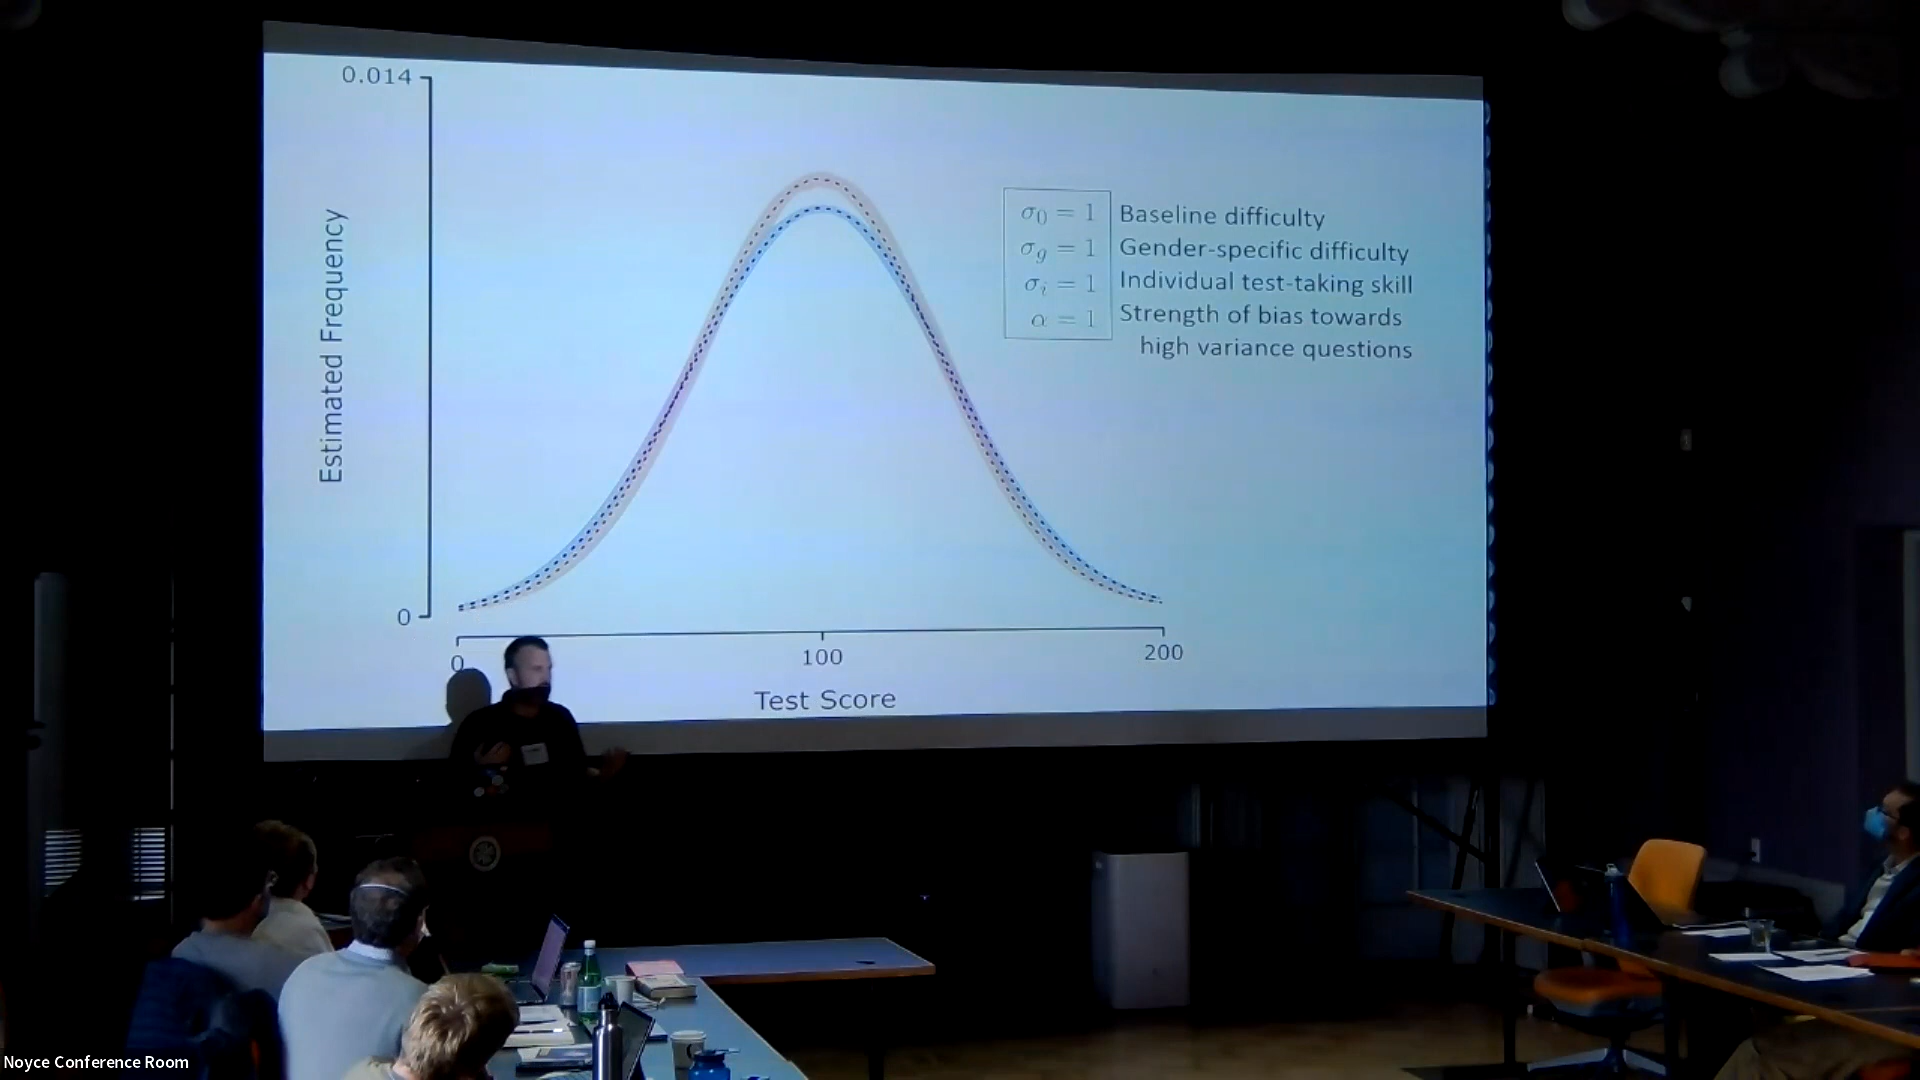 0.014
Estimated Frequency
0
σ0 = 1 Baseline difficulty
σg = 1 Gender-specific difficulty
σi = 1 Individual test-taking skill
α = 1 Strength of bias towards
high variance questions
0 100 200
Test Score
Noyce Conference Room